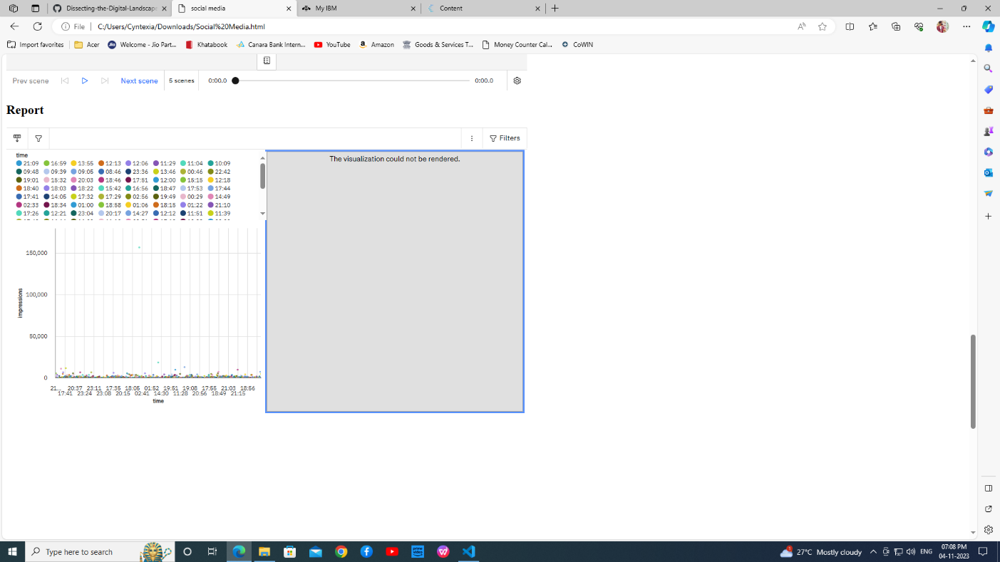 Dissecting-the-Digital-Landscape
social media
My IBM
Content
File
C:/Users/Cyntexia/Downloads/Social%20Media.html
Import favorites
Acer
Welcome - Jio Part...
Khatabook
Canara Bank Intern...
YouTube
Amazon
Goods & Services T...
Money Counter Cal...
CoWIN
Prev scene
Next scene
5 scenes
0:00.0
0:00.0
Report
Filters
time
21:09 16:59 13:55 12:13 12:06 11:29 11:04 10:09
09:48 09:39 09:05 08:46 23:36 13:46 00:46 22:42
19:01 15:32 20:03 18:46 17:51 12:00 15:15 12:18
18:40 18:03 18:22 15:42 16:56 18:47 17:53 17:44
17:41 14:05 17:32 17:29 02:56 19:49 00:29 14:49
02:33 18:34 01:00 18:58 01:06 18:15 01:22 21:10
17:26 12:21 23:04 20:17 14:27 12:12 11:51 11:39
The visualization could not be rendered.
150,000
100,000
50,000
0
impressions
21... 20:37 23:11 17:35 18:05 01:52 19:51 19:08 17:55 21:03 18:56
17:41 23:24 23:08 20:15 02:41 14:30 11:28 20:56 18:49 21:15
time
Type here to search
27°C Mostly cloudy
ENG
07:08 PM
04-11-2023